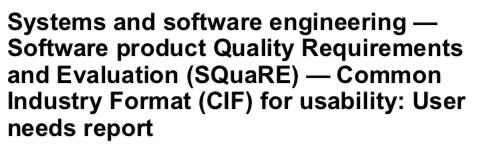 Systems and software engineering —
Software product Quality Requirements
and Evaluation (SQuaRE) — Common
Industry Format (CIF) for usability: User
needs report